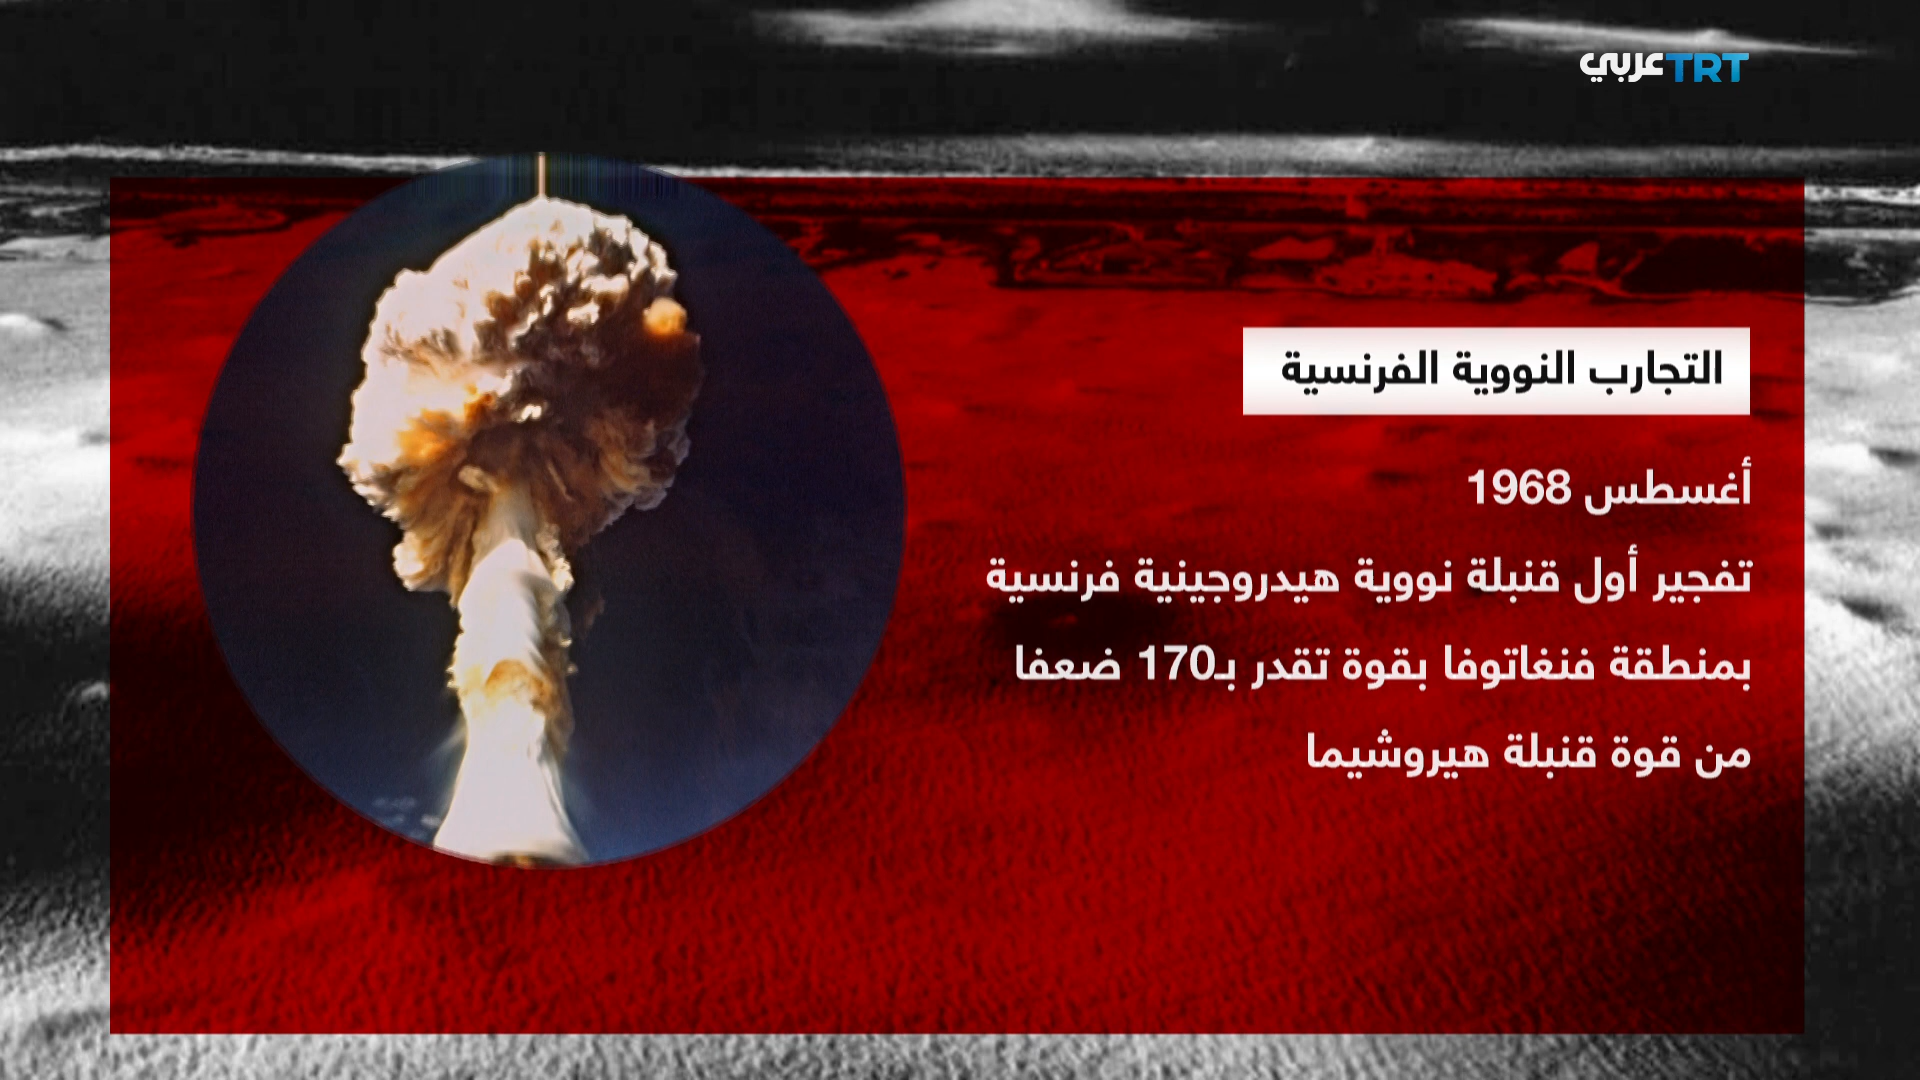 TRT عربي
التجارب النووية الفرنسية
أغسطس 1968
تفجير أول قنبلة نووية هيدروجينية فرنسية
بمنطقة فنغاتوفا بقوة تقدر بـ170 ضعفا
من قوة قنبلة هيروشيما